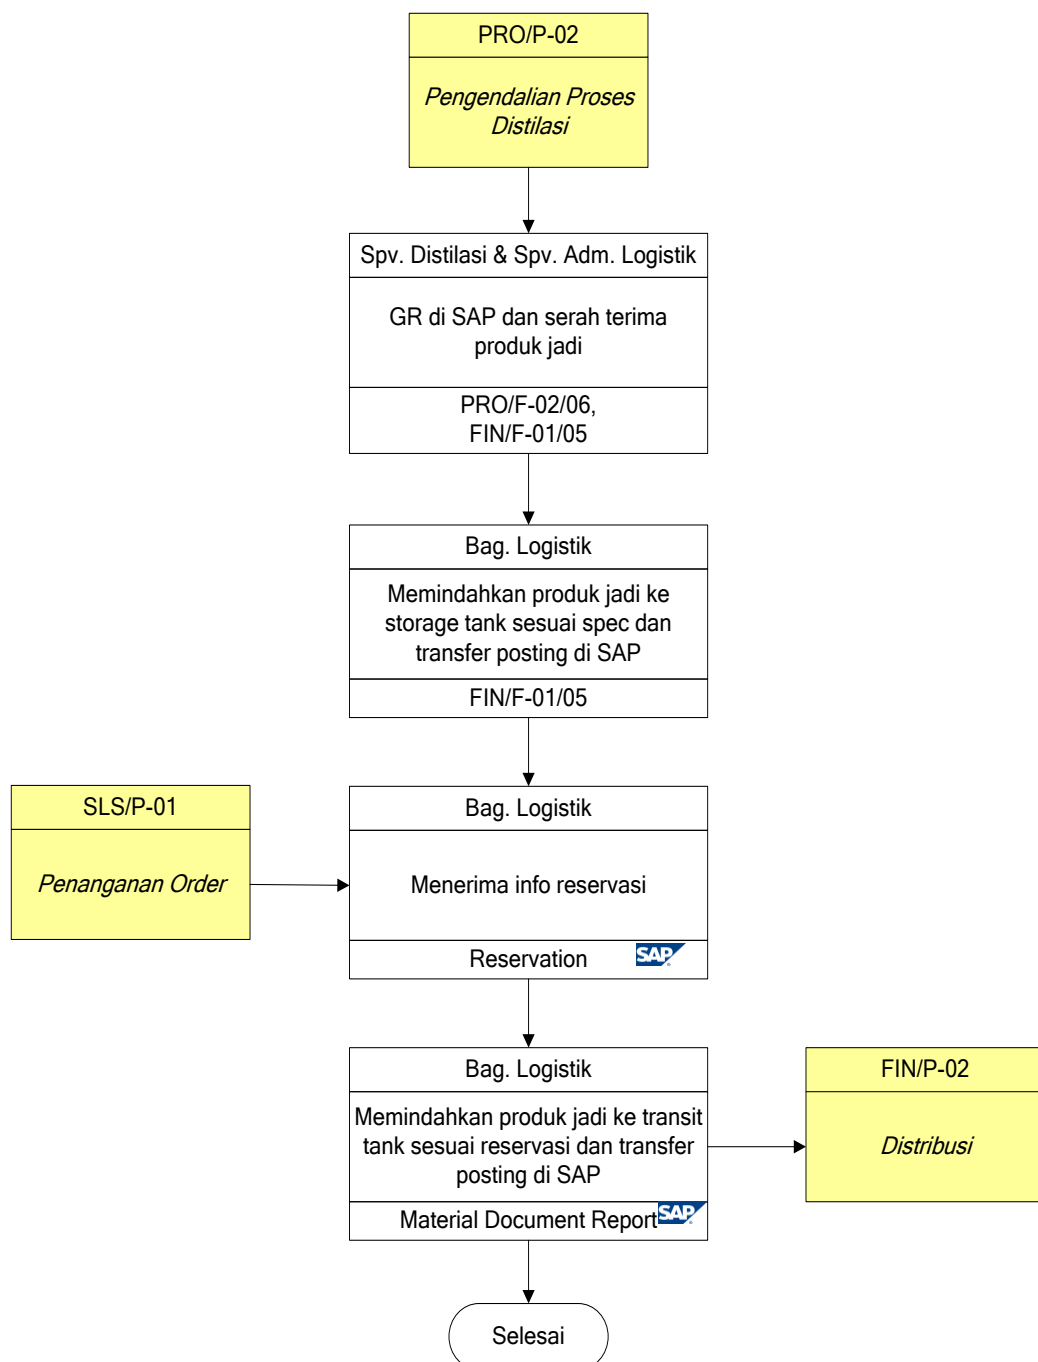 PRO/P-02
Pengendalian Proses
Distilasi
Spv. Distilasi & Spv. Adm. Logistik
GR di SAP dan serah terima
produk jadi
PRO/F-02/06,
FIN/F-01/05
Bag. Logistik
Memindahkan produk jadi ke
storage tank sesuai spec dan
transfer posting di SAP
FIN/F-01/05
SLS/P-01
Penanganan Order
Bag. Logistik
Menerima info reservasi
Reservation SAP
Bag. Logistik
Memindahkan produk jadi ke transit
tank sesuai reservasi dan transfer
posting di SAP
Material Document Report SAP
FIN/P-02
Distribusi
Selesai